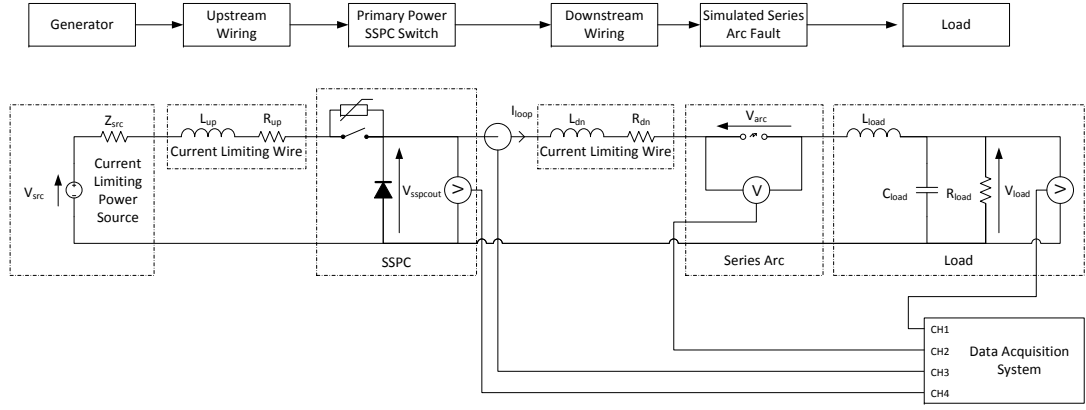 Generator
Upstream
Wiring
Primary Power
SSPC Switch
Downstream
Wiring
Simulated Series
Arc Fault
Load
Zsrc
Lup
Rup
Iloop
Ldn
Rdn
Varc
Lload
Current Limiting Wire
Current Limiting Wire
Current
Limiting
Power
Source
Vsrc
Vsspcout
V
V
Cload
Rload
Vload
V
SSPC
Series Arc
Load
CH1
CH2
CH3
CH4
Data Acquisition
System